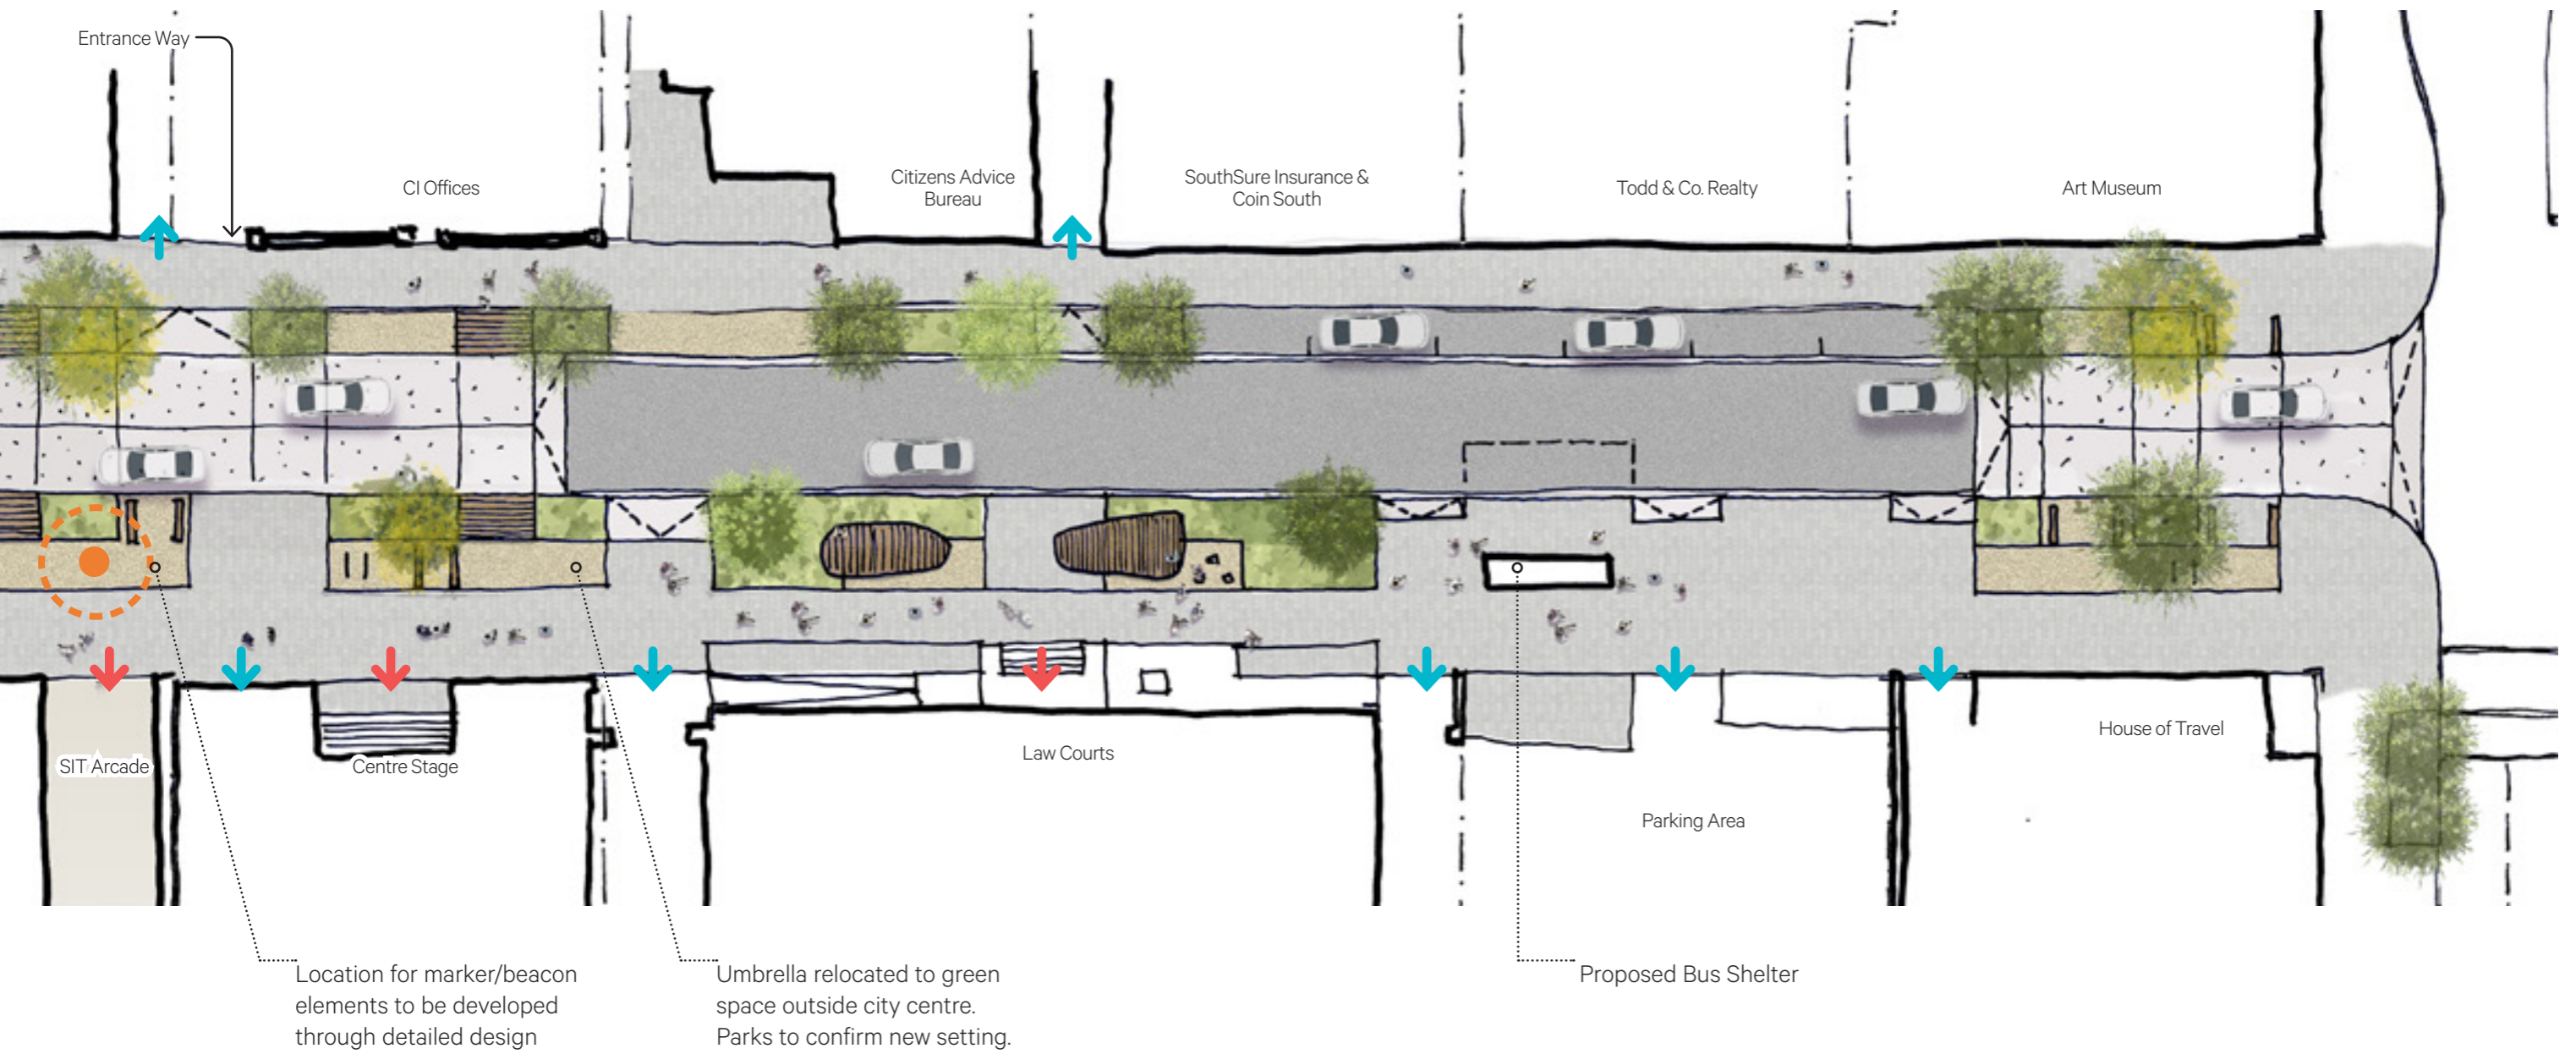 Entrance Way
CI Offices
Citizens Advice
Bureau
SouthSure Insurance &
Coin South
Todd & Co. Realty
Art Museum
SIT Arcade
Centre Stage
Law Courts
Parking Area
House of Travel
Location for marker/beacon
elements to be developed
through detailed design
Umbrella relocated to green
space outside city centre.
Parks to confirm new setting.
Proposed Bus Shelter